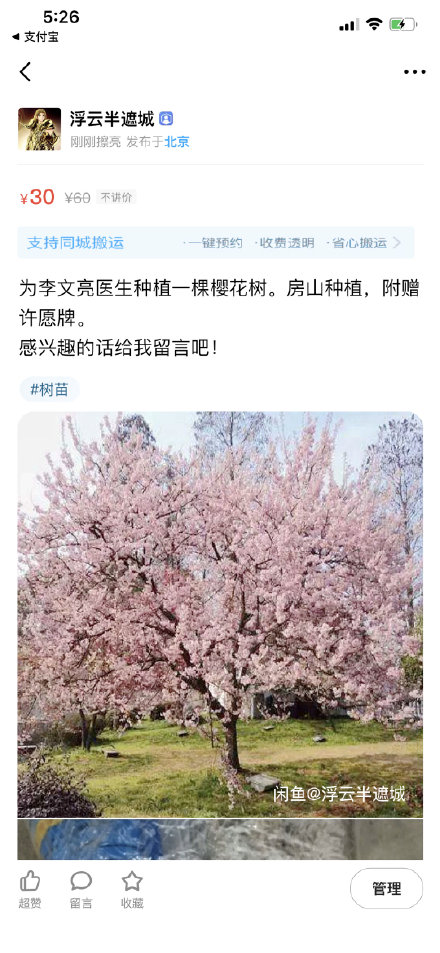 5:26
◀ 支付宝
浮云半遮城
刚刚擦亮 发布于北京
¥30 ¥60 不讲价
支持同城搬运 ·一键预约 ·收费透明 ·省心搬运
为李文亮医生种植一棵樱花树。房山种植，附赠
许愿牌。
感兴趣的话给我留言吧！
#树苗
闲鱼@浮云半遮城
超赞 留言 收藏 管理